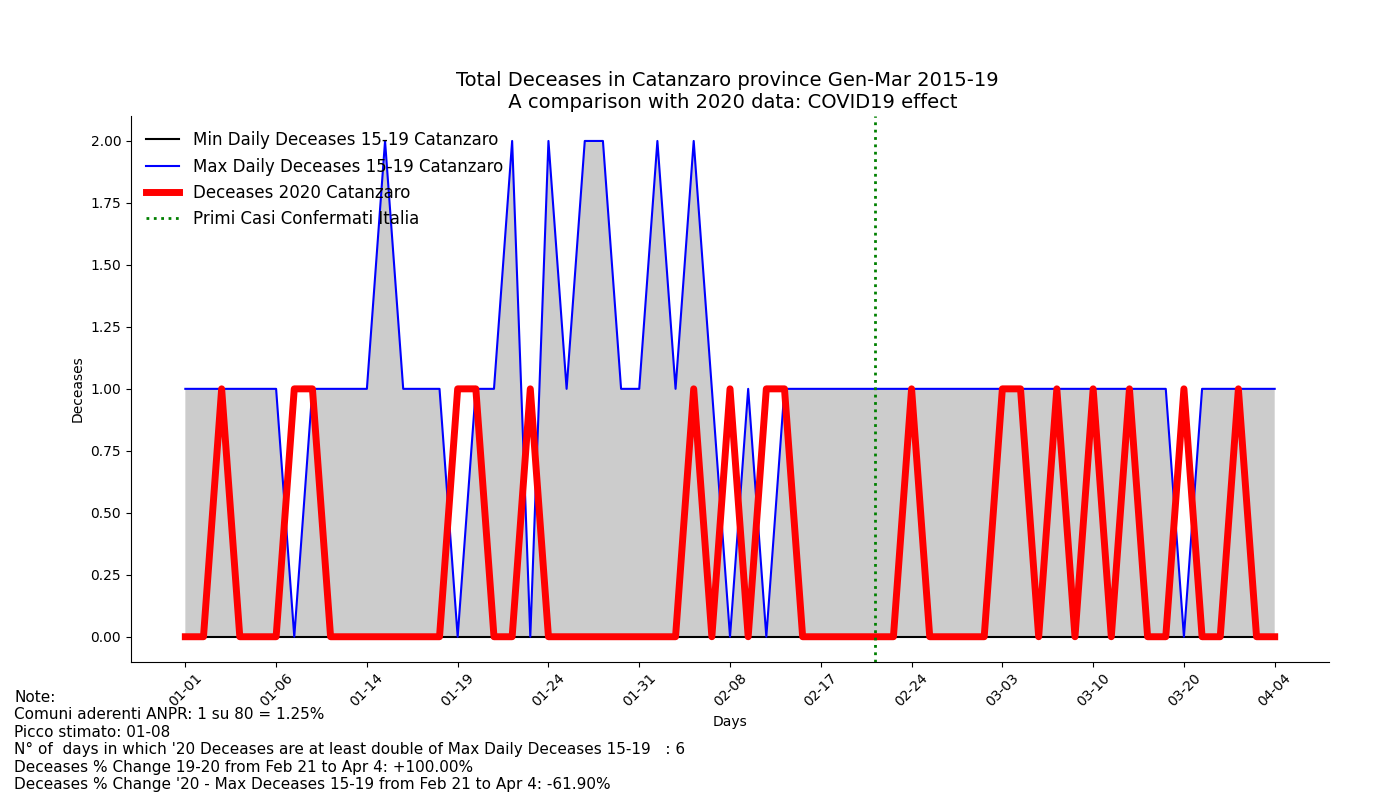 Total Deceases in Catanzaro province Gen-Mar 2015-19
A comparison with 2020 data: COVID19 effect
Min Daily Deceases 15-19 Catanzaro
Max Daily Deceases 15-19 Catanzaro
Deceases 2020 Catanzaro
Primi Casi Confermati Italia
2.00
1.75
1.50
1.25
1.00
0.75
0.50
0.25
0.00
Deceases
01-01
01-06
01-14
01-19
01-24
01-31
02-08
02-17
02-24
03-03
03-10
03-20
04-04
Days
Note:
Comuni aderenti ANPR: 1 su 80 = 1.25%
Picco stimato: 01-08
N° of  days in which '20 Deceases are at least double of Max Daily Deceases 15-19   : 6
Deceases % Change 19-20 from Feb 21 to Apr 4: +100.00%
Deceases % Change '20 - Max Deceases 15-19 from Feb 21 to Apr 4: -61.90%